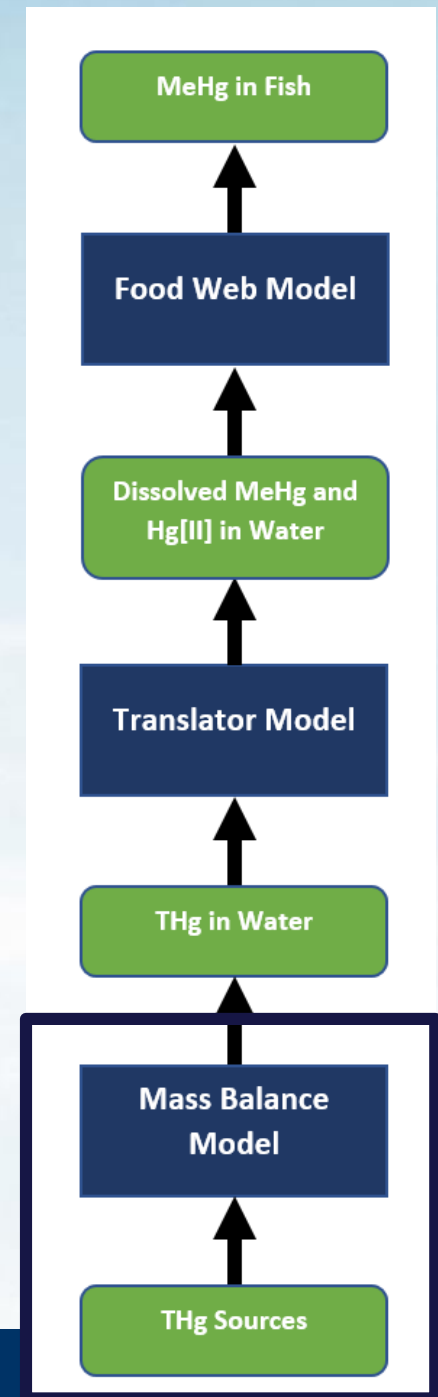 MeHg in Fish
Food Web Model
Dissolved MeHg and
Hg[II] in Water
Translator Model
THg in Water
Mass Balance
Model
THg Sources